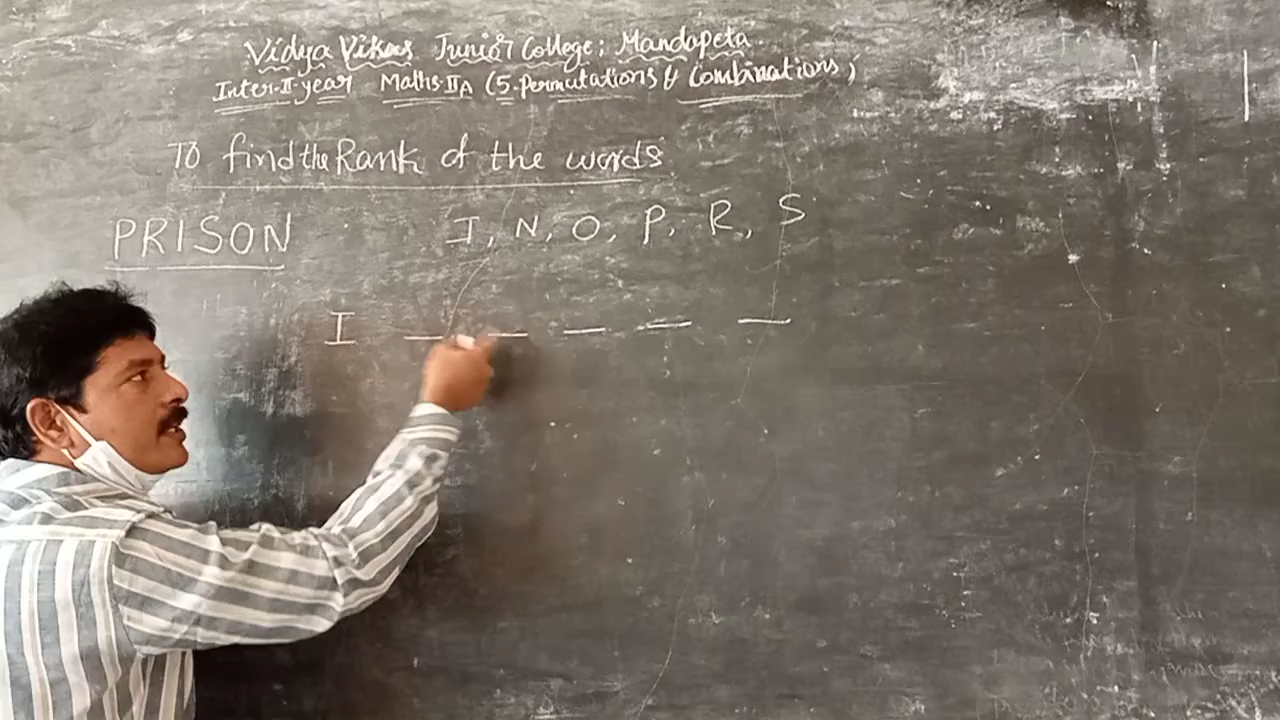 Vidya Vikas Junior College; Mandapeta
Inter-II-year Maths-IIA (5. Permutations & Combinations)
To find the Rank of the words
PRISON I, N, O, P, R, S
I _ _ _ _ _